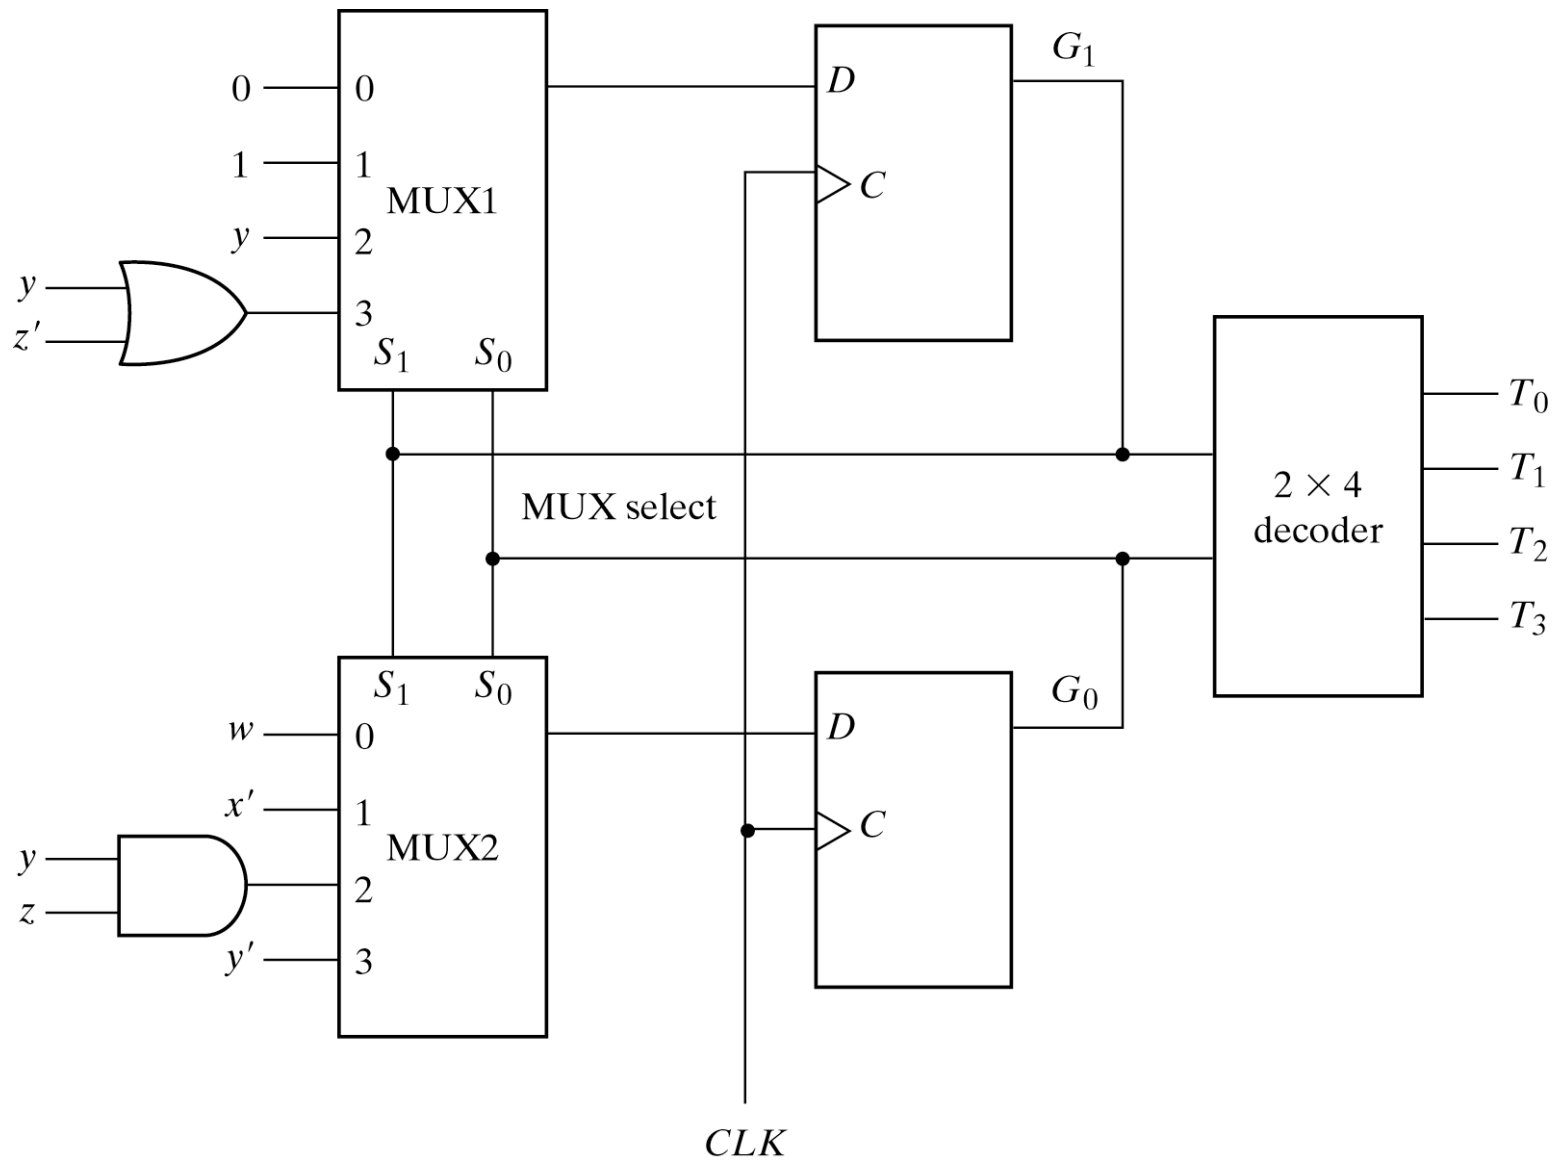 G₁
0 0 D
1 1
MUX1 C
y 2
y
3
z′
S₁ S₀
T₀
T₁
2 × 4
MUX select
decoder
T₂
T₃
S₁ S₀ G₀
w 0 D
x′ 1
C
MUX2
y
2
z
y′ 3
CLK